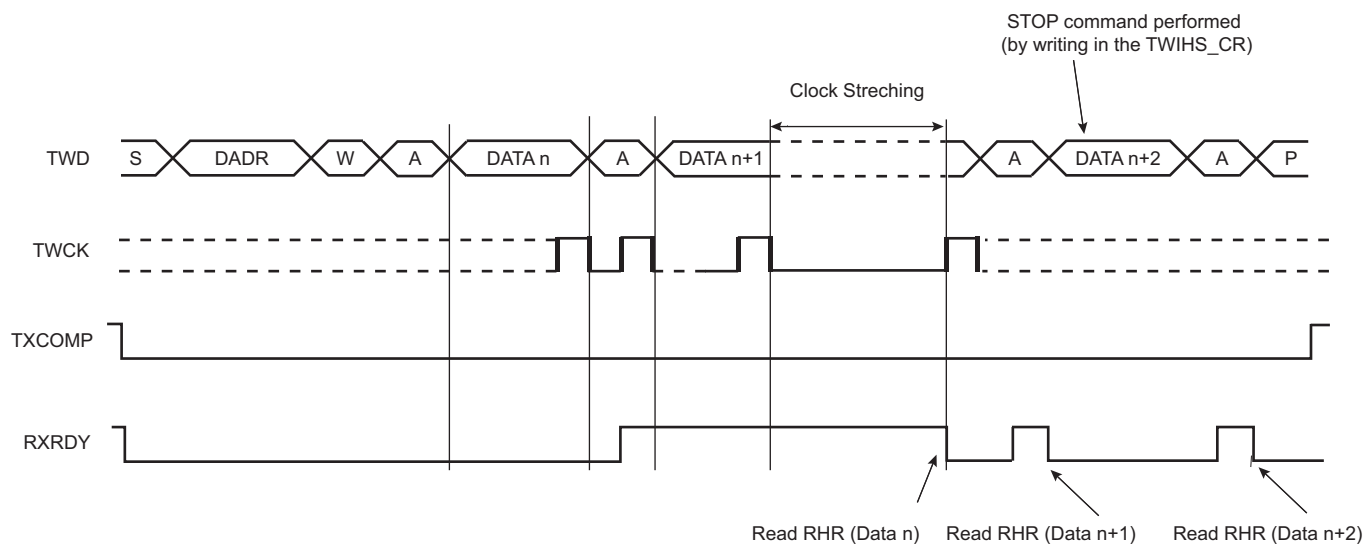 STOP command performed
(by writing in the TWIHS_CR)
Clock Streching
TWD S DADR W A DATA n A DATA n+1 A DATA n+2 A P
TWCK
TXCOMP
RXRDY
Read RHR (Data n) Read RHR (Data n+1) Read RHR (Data n+2)